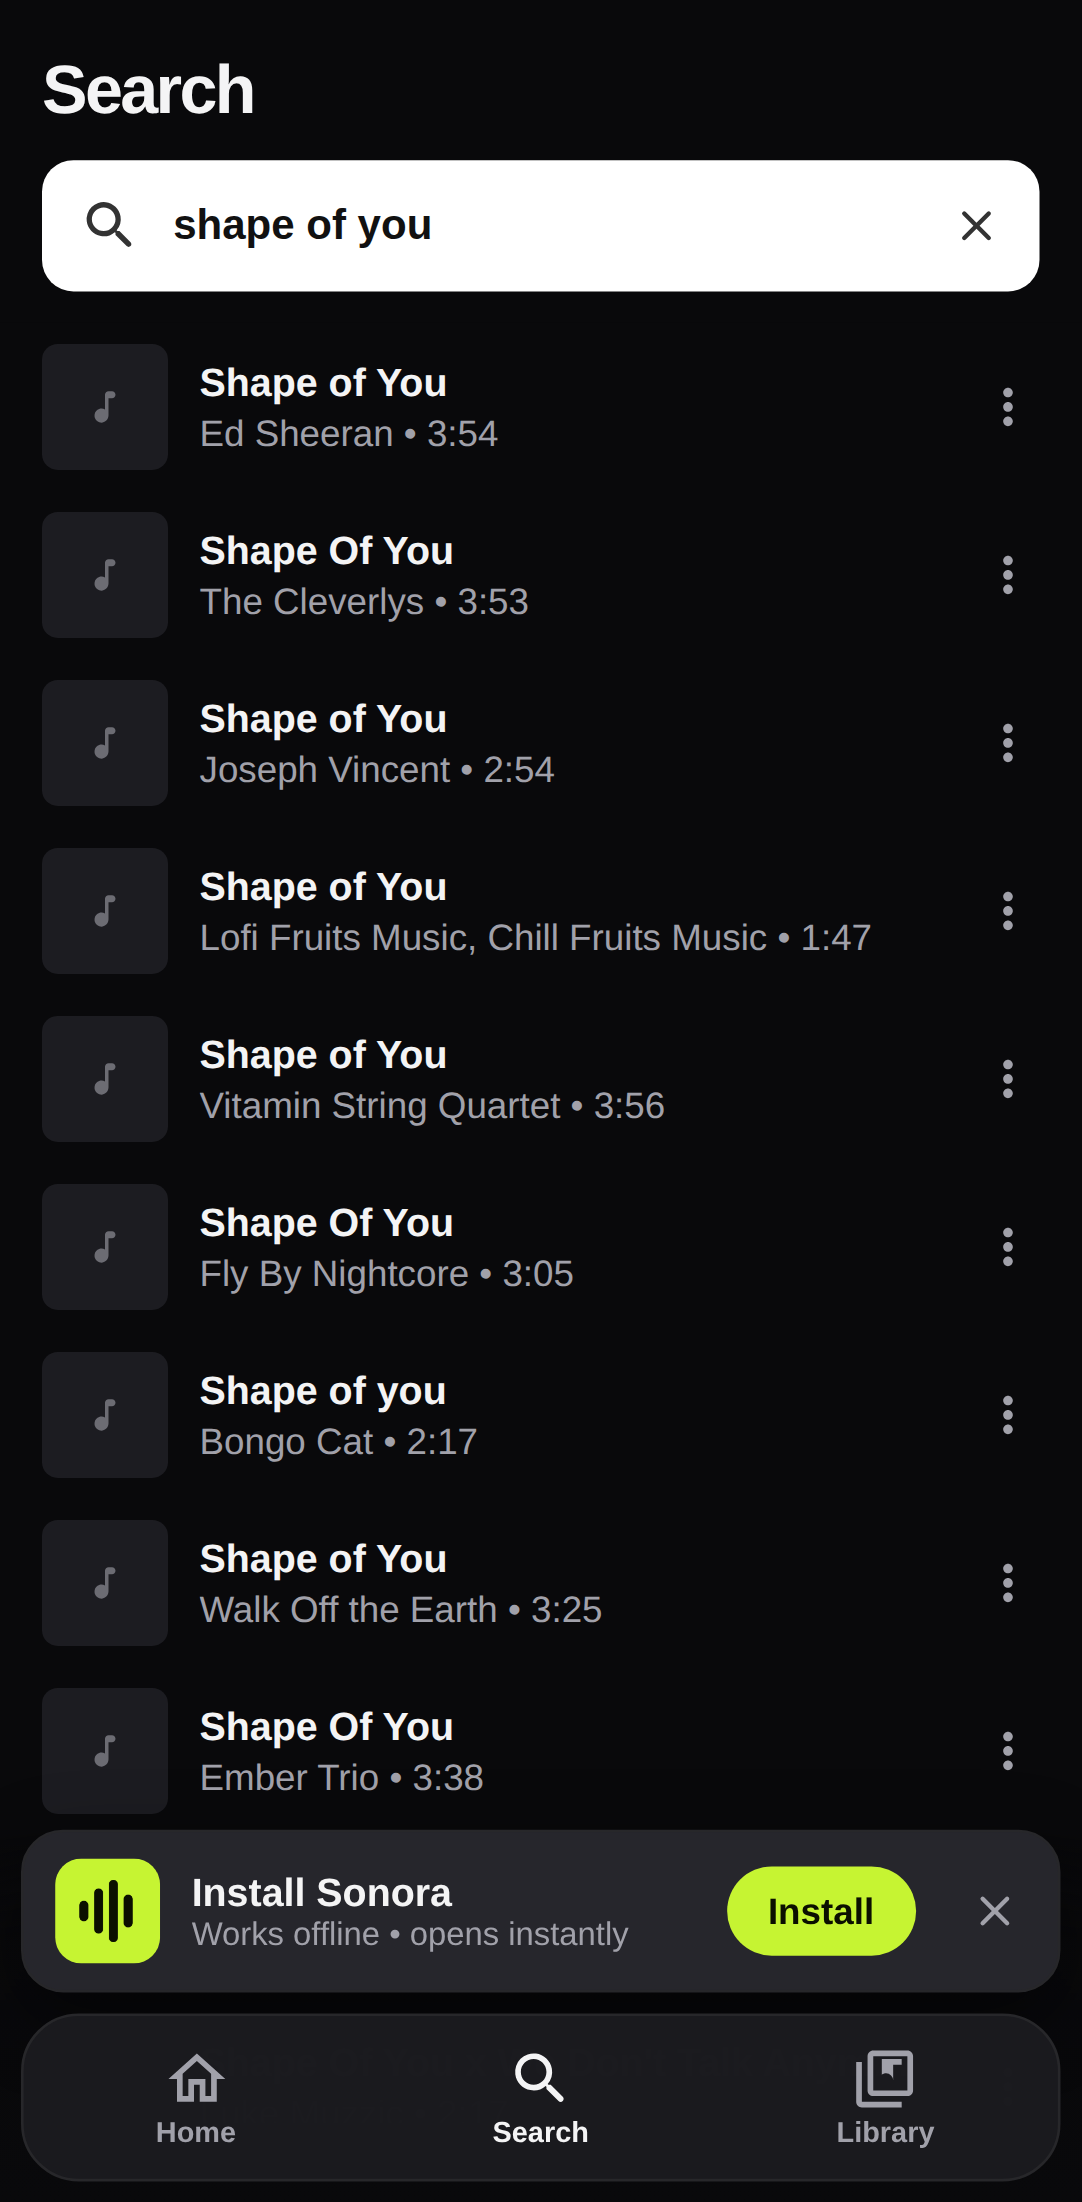 Search
shape of you
Shape of You
Ed Sheeran • 3:54
Shape Of You
The Cleverlys • 3:53
Shape of You
Joseph Vincent • 2:54
Shape of You
Lofi Fruits Music, Chill Fruits Music • 1:47
Shape of You
Vitamin String Quartet • 3:56
Shape Of You
Fly By Nightcore • 3:05
Shape of you
Bongo Cat • 2:17
Shape of You
Walk Off the Earth • 3:25
Shape Of You
Ember Trio • 3:38
Install Sonora
Works offline • opens instantly
Install
Home
Search
Library